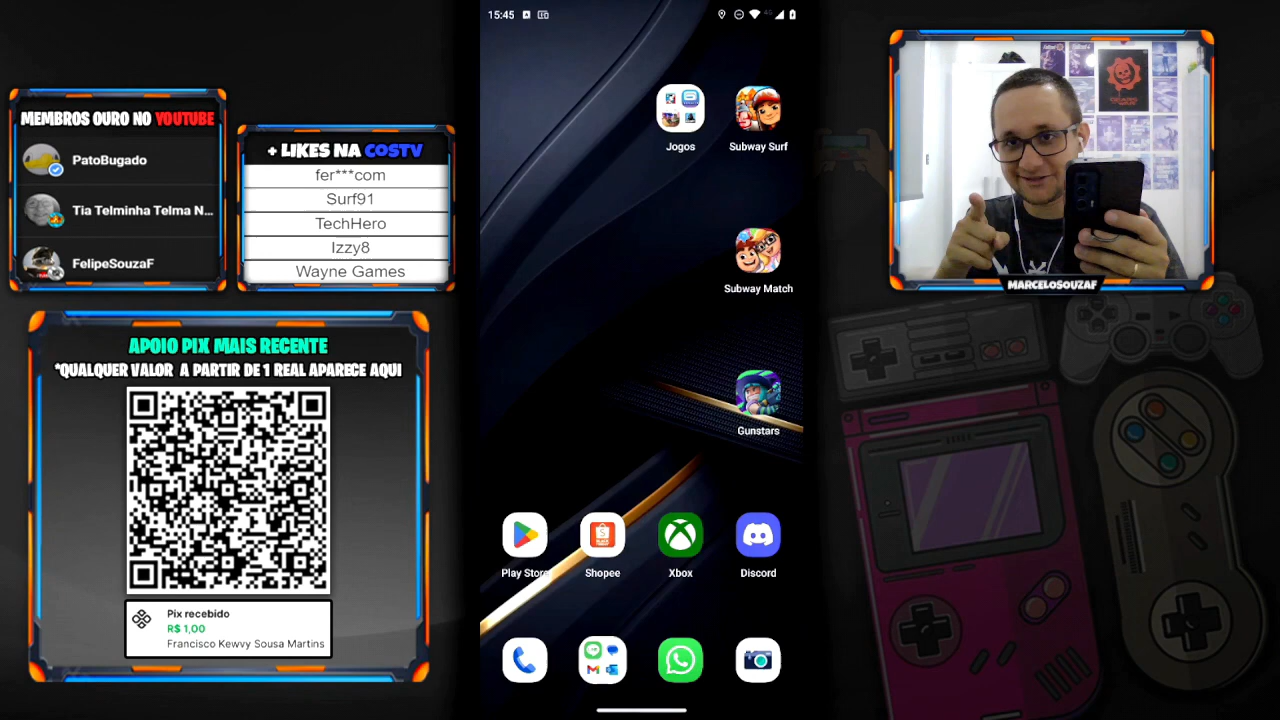 MEMBROS OURO NO YOUTUBE
PatoBugado
Tia Telminha Telma N...
FelipeSouzaF
+ LIKES NA COSTV
fer***com
Surf91
TechHero
Izzy8
Wayne Games
APOIO PIX MAIS RECENTE
*QUALQUER VALOR A PARTIR DE 1 REAL APARECE AQUI
Pix recebido
R$ 1,00
Francisco Kewvy Sousa Martins
15:45
Jogos
Subway Surf
Subway Match
Gunstars
Play Store
Shopee
Xbox
Discord
MARCELOSOUZAF